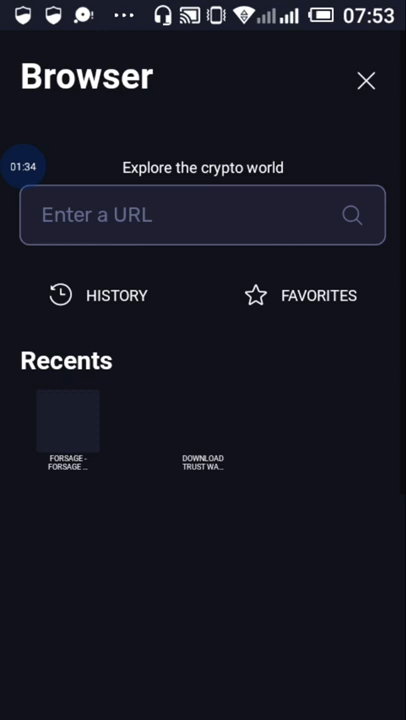 07:53
Browser
01:34
Explore the crypto world
Enter a URL
HISTORY
FAVORITES
Recents
FORSAGE -
FORSAGE ...
DOWNLOAD
TRUST WA...